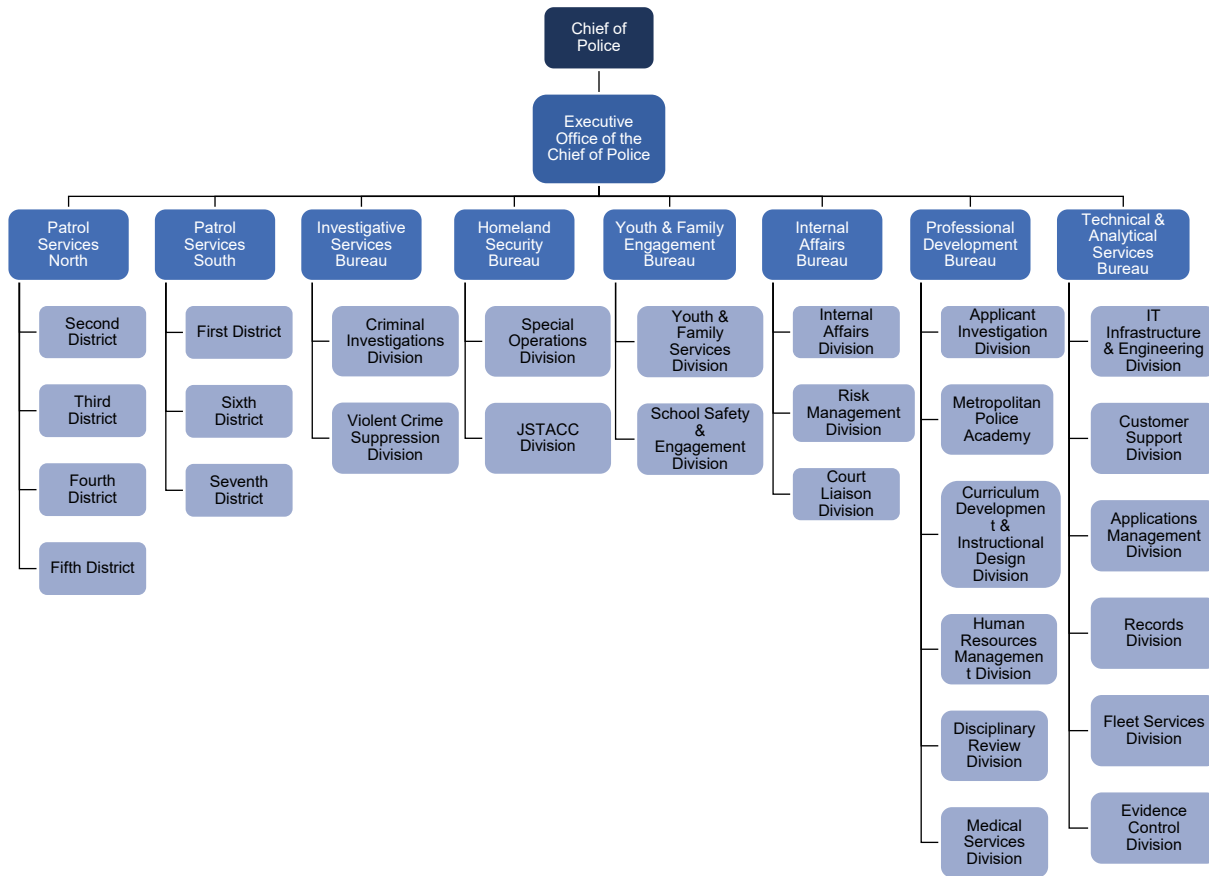 Chief of
Police
Executive
Office of the
Chief of Police
Patrol
Services
North
Second
District
Third
District
Fourth
District
Fifth District
Patrol
Services
South
First District
Sixth
District
Seventh
District
Investigative
Services
Bureau
Criminal
Investigations
Division
Violent Crime
Suppression
Division
Homeland
Security
Bureau
Special
Operations
Division
JSTACC
Division
Youth & Family
Engagement
Bureau
Youth &
Family
Services
Division
School Safety
&
Engagement
Division
Internal
Affairs
Bureau
Internal
Affairs
Division
Risk
Management
Division
Court
Liaison
Division
Professional
Development
Bureau
Applicant
Investigation
Division
Metropolitan
Police
Academy
Curriculum
Developmen
t &
Instructional
Design
Division
Human
Resources
Managemen
t Division
Disciplinary
Review
Division
Medical
Services
Division
Technical &
Analytical
Services
Bureau
IT
Infrastructure
& Engineering
Division
Customer
Support
Division
Applications
Management
Division
Records
Division
Fleet Services
Division
Evidence
Control
Division